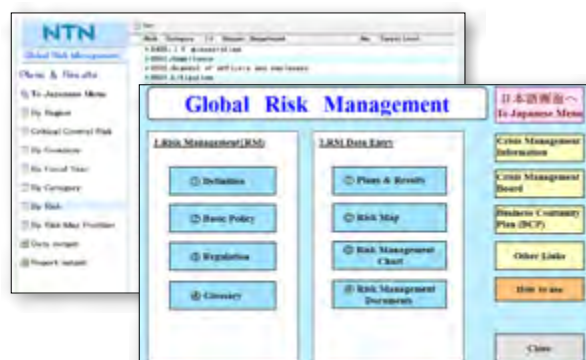 NTN
Global Risk Management
Plans & Results
To Japanese Menu
By Region
Critical Control Risk
By Company
By Fiscal Year
By Category
By Risk
By Risk Map Position
Data output
Report output
Global Risk Management
日本語画面へ
To Japanese Menu
1.Risk Management(RM)
① Definition
② Basic Policy
③ Regulation
④ Glossary
2.RM Data Entry
① Plans & Results
② Risk Map
③ Risk Management
Chart
④ Risk Management
Documents
Crisis Management
Information
Crisis Management
Board
Business Continuity
Plan (BCP)
Other Links
How to use
Close